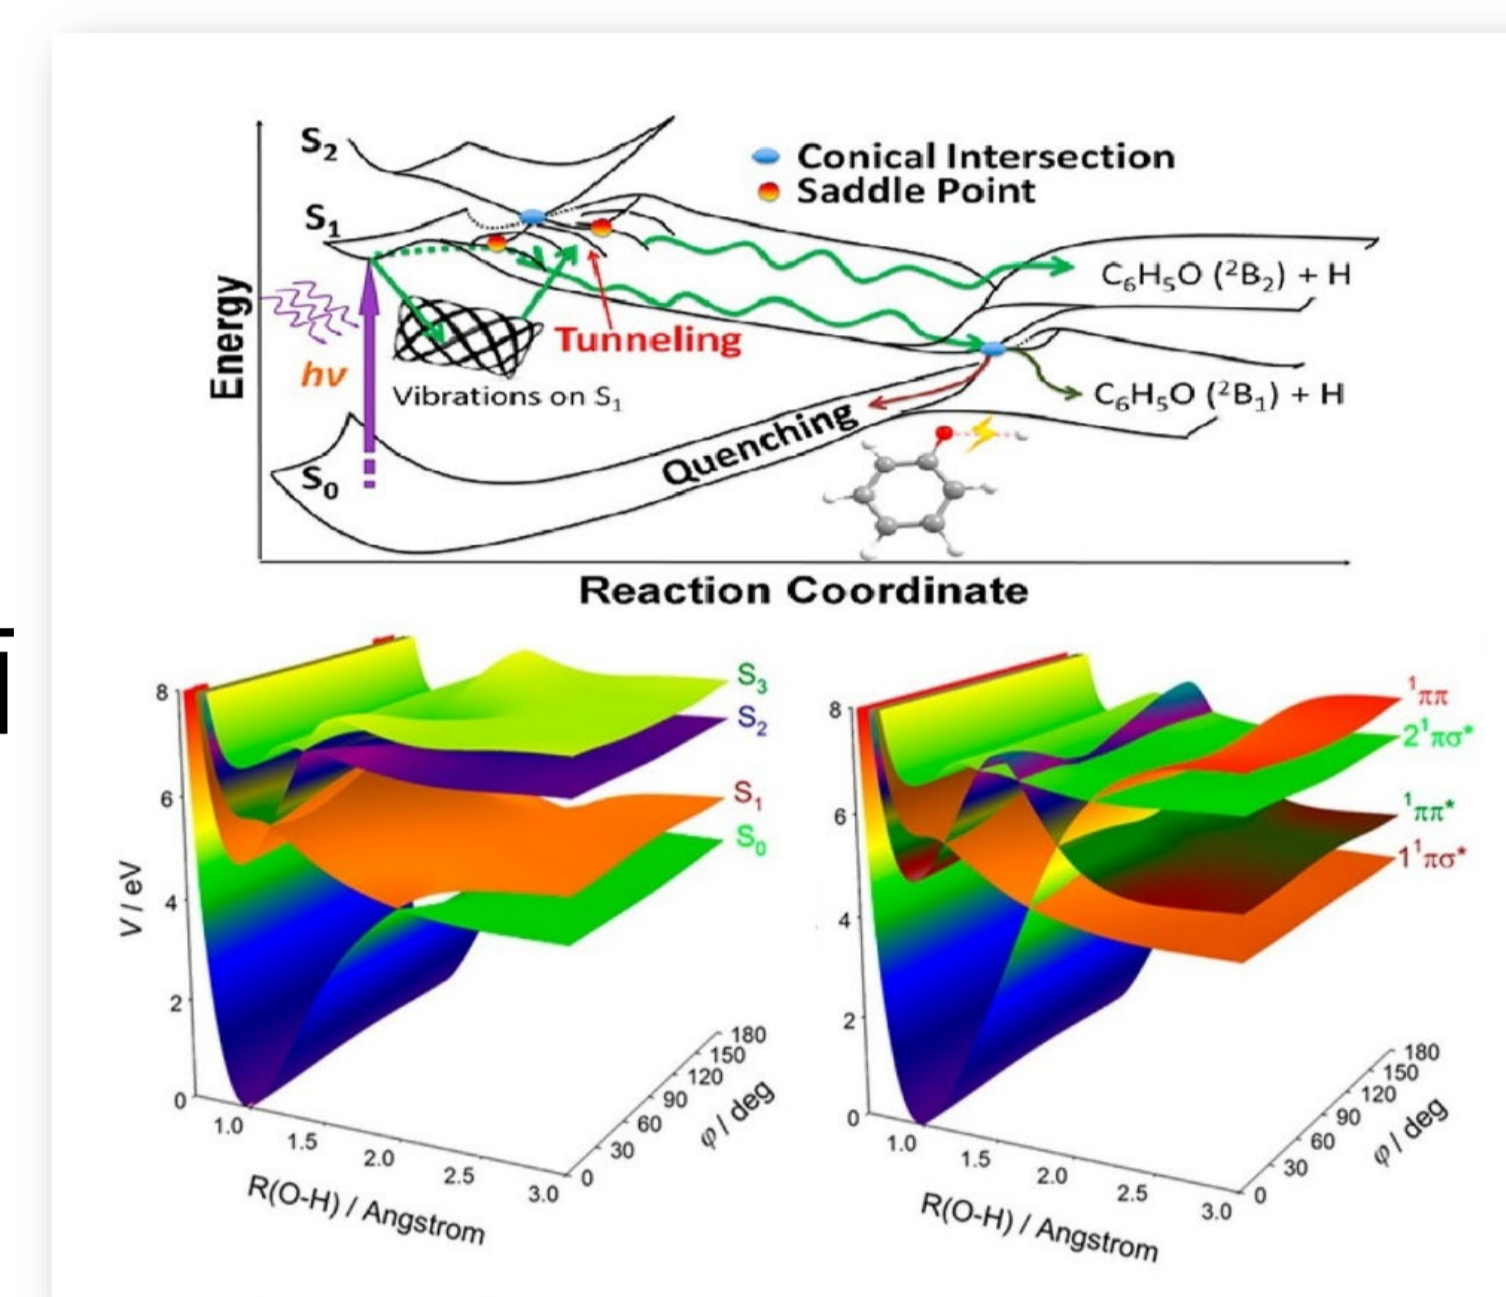 S₂
Conical Intersection
Saddle Point
S₁
C₆H₅O (²B₂) + H
Energy
Tunneling
hν
Vibrations on S₁
C₆H₅O (²B₁) + H
Quenching
S₀
Reaction Coordinate
8
6
4
2
0
V / eV
S₃
S₂
S₁
S₀
1.0
1.5
2.0
2.5
3.0
R(O-H) / Angstrom
0
30
60
90
120
150
180
φ / deg
8
6
4
2
0
¹ππ
2¹πσ*
¹ππ*
1¹πσ*
1.0
1.5
2.0
2.5
3.0
R(O-H) / Angstrom
0
30
60
90
120
150
180
φ / deg